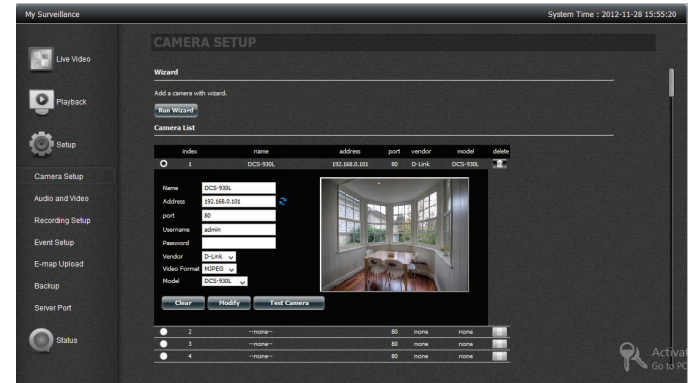 My Surveillance
System Time : 2012-11-28 15:55:20
Live Video
Playback
Setup
Camera Setup
Audio and Video
Recording Setup
Event Setup
E-map Upload
Backup
Server Port
Status
CAMERA SETUP
Wizard
Add a camera with wizard.
Run Wizard
Camera List
index name address port vendor model delete
1 DCS-930L 192.168.0.101 80 D-Link DCS-930L
Name DCS-930L
Address 192.168.0.101
port 80
Username admin
Password
Vendor D-Link
Video Format MJPEG
Model DCS-930L
Clear Modify Test Camera
2 --none-- 80 none none
3 --none-- 80 none none
4 --none-- 80 none none
Activat
Go to PC